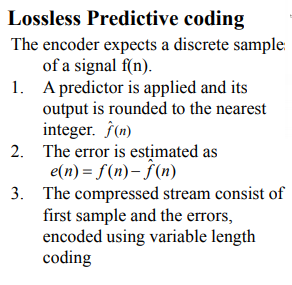 Lossless Predictive coding
The encoder expects a discrete sample
of a signal f(n).
1. A predictor is applied and its
output is rounded to the nearest
integer. f̂(n)
2. The error is estimated as
e(n) = f(n) − f̂(n)
3. The compressed stream consist of
first sample and the errors,
encoded using variable length
coding